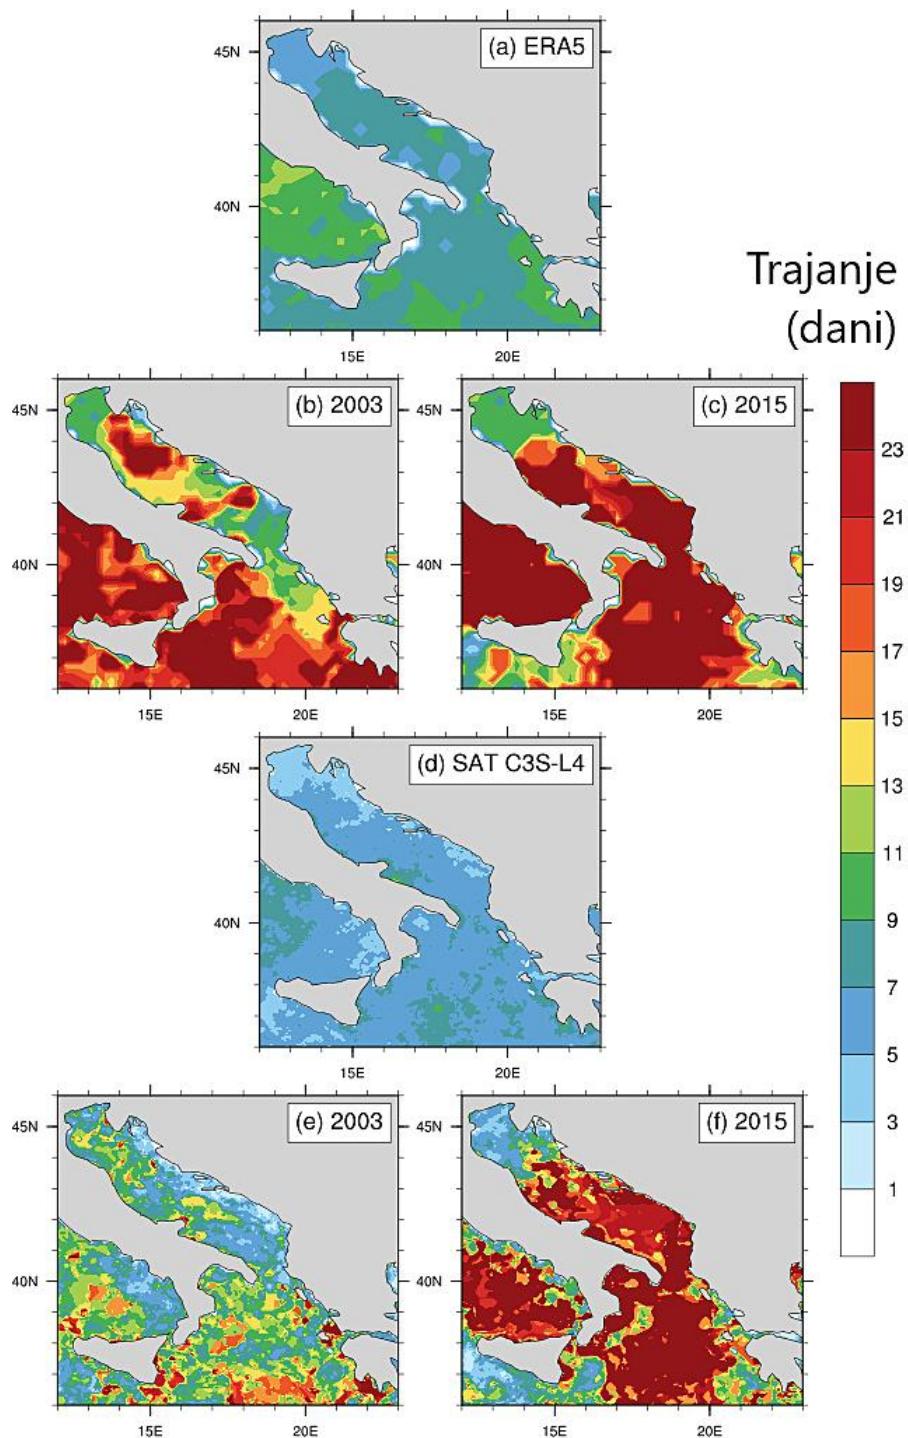 45N
(a) ERA5
40N
15E
20E
Trajanje
(dani)
45N
(b) 2003
40N
15E
20E
45N
(c) 2015
40N
15E
20E
23
21
19
17
15
13
11
9
7
5
3
1
45N
(d) SAT C3S-L4
40N
15E
20E
45N
(e) 2003
40N
15E
20E
45N
(f) 2015
40N
15E
20E